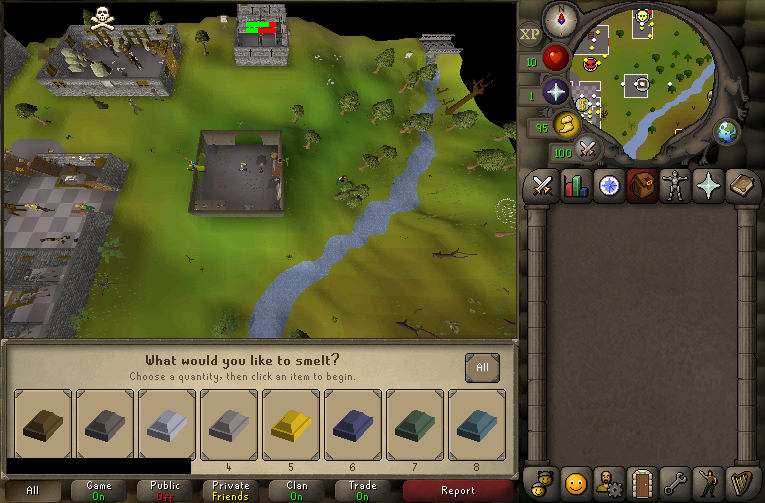 N
XP
10
1
95
100
What would you like to smelt?
Choose a quantity, then click an item to begin.
All
4 5 6 7 8
All
Game
On
Public
Off
Private
Friends
Clan
On
Trade
On
Report